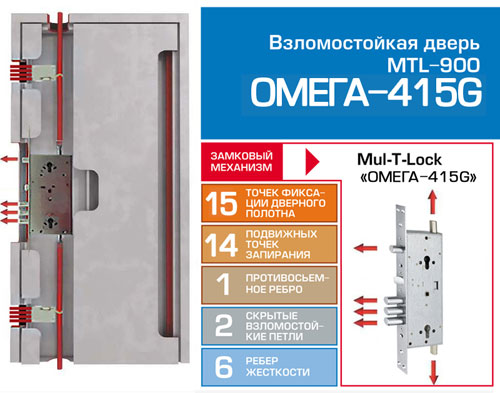 Взломостойкая дверь
MTL-900
ОМЕГА-415G
ЗАМКОВЫЙ
МЕХАНИЗМ
Mul-T-Lock
«ОМЕГА-415G»
15 ТОЧЕК ФИКСА-
ЦИИ ДВЕРНОГО
ПОЛОТНА
14 ПОДВИЖНЫХ
ТОЧЕК
ЗАПИРАНИЯ
1 ПРОТИВОСЬЕМ-
НОЕ РЕБРО
2 СКРЫТЫЕ
ВЗЛОМОСТОЙ-
КИЕ ПЕТЛИ
6 РЕБЕР
ЖЕСТКОСТИ